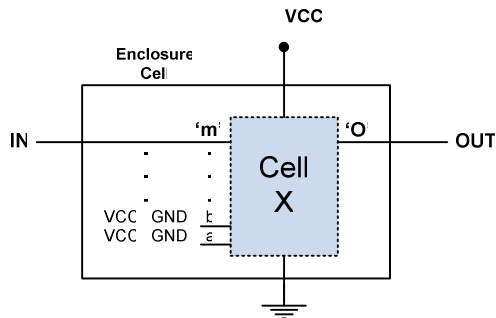 VCC
Enclosure
Cell
IN
'm'
'O'
OUT
Cell
X
VCC GND b
VCC GND a